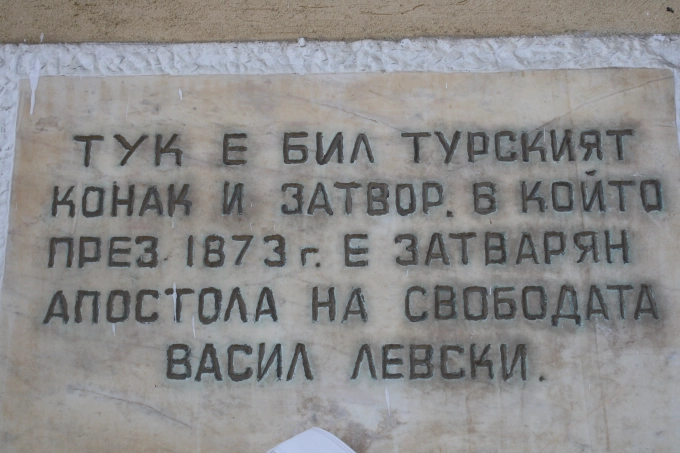 ТУК Е БИЛ ТУРСКИЯТ
КОНАК И ЗАТВОР, В КОЙТО
ПРЕЗ 1873 г. Е ЗАТВАРЯН
АПОСТОЛА НА СВОБОДАТА
ВАСИЛ ЛЕВСКИ.